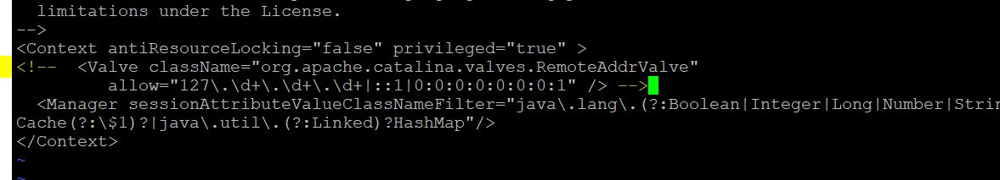 limitations under the License.
-->
<Context antiResourceLocking="false" privileged="true" >
<!--  <Valve className="org.apache.catalina.valves.RemoteAddrValve"
         allow="127\.\d+\.\d+\.\d+|::1|0:0:0:0:0:0:0:1" /> -->
  <Manager sessionAttributeValueClassNameFilter="java\.lang\.(?:Boolean|Integer|Long|Number|Strin
Cache(?:\$1)?|java\.util\.(?:Linked)?HashMap"/>
</Context>
~
~